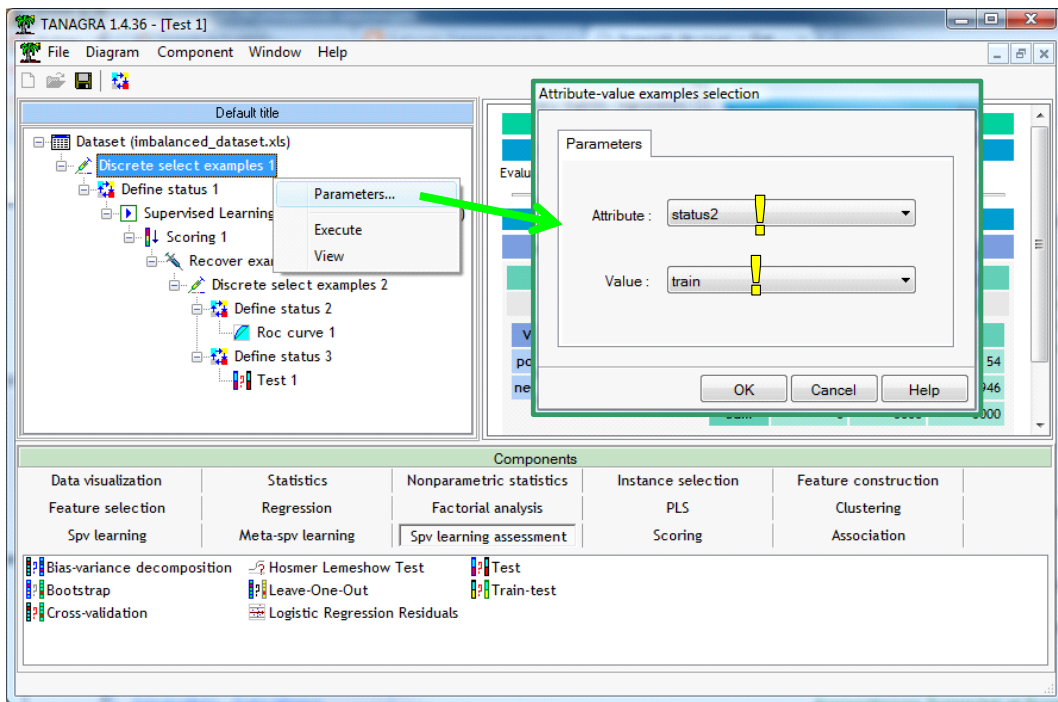 TANAGRA 1.4.36 - [Test 1]
File Diagram Component Window Help
Default title
Dataset (imbalanced_dataset.xls)
Discrete select examples 1
Define status 1
Supervised Learning )
Scoring 1
Recover exa
Discrete select examples 2
Define status 2
Roc curve 1
Define status 3
Test 1
Parameters...
Execute
View
Attribute-value examples selection
Parameters
Attribute : status2
Value : train
OK Cancel Help
Evalu
V
po 54
ne 946
Components
Data visualization Statistics Nonparametric statistics Instance selection Feature construction
Feature selection Regression Factorial analysis PLS Clustering
Spv learning Meta-spv learning Spv learning assessment Scoring Association
Bias-variance decomposition Hosmer Lemeshow Test Test
Bootstrap Leave-One-Out Train-test
Cross-validation Logistic Regression Residuals